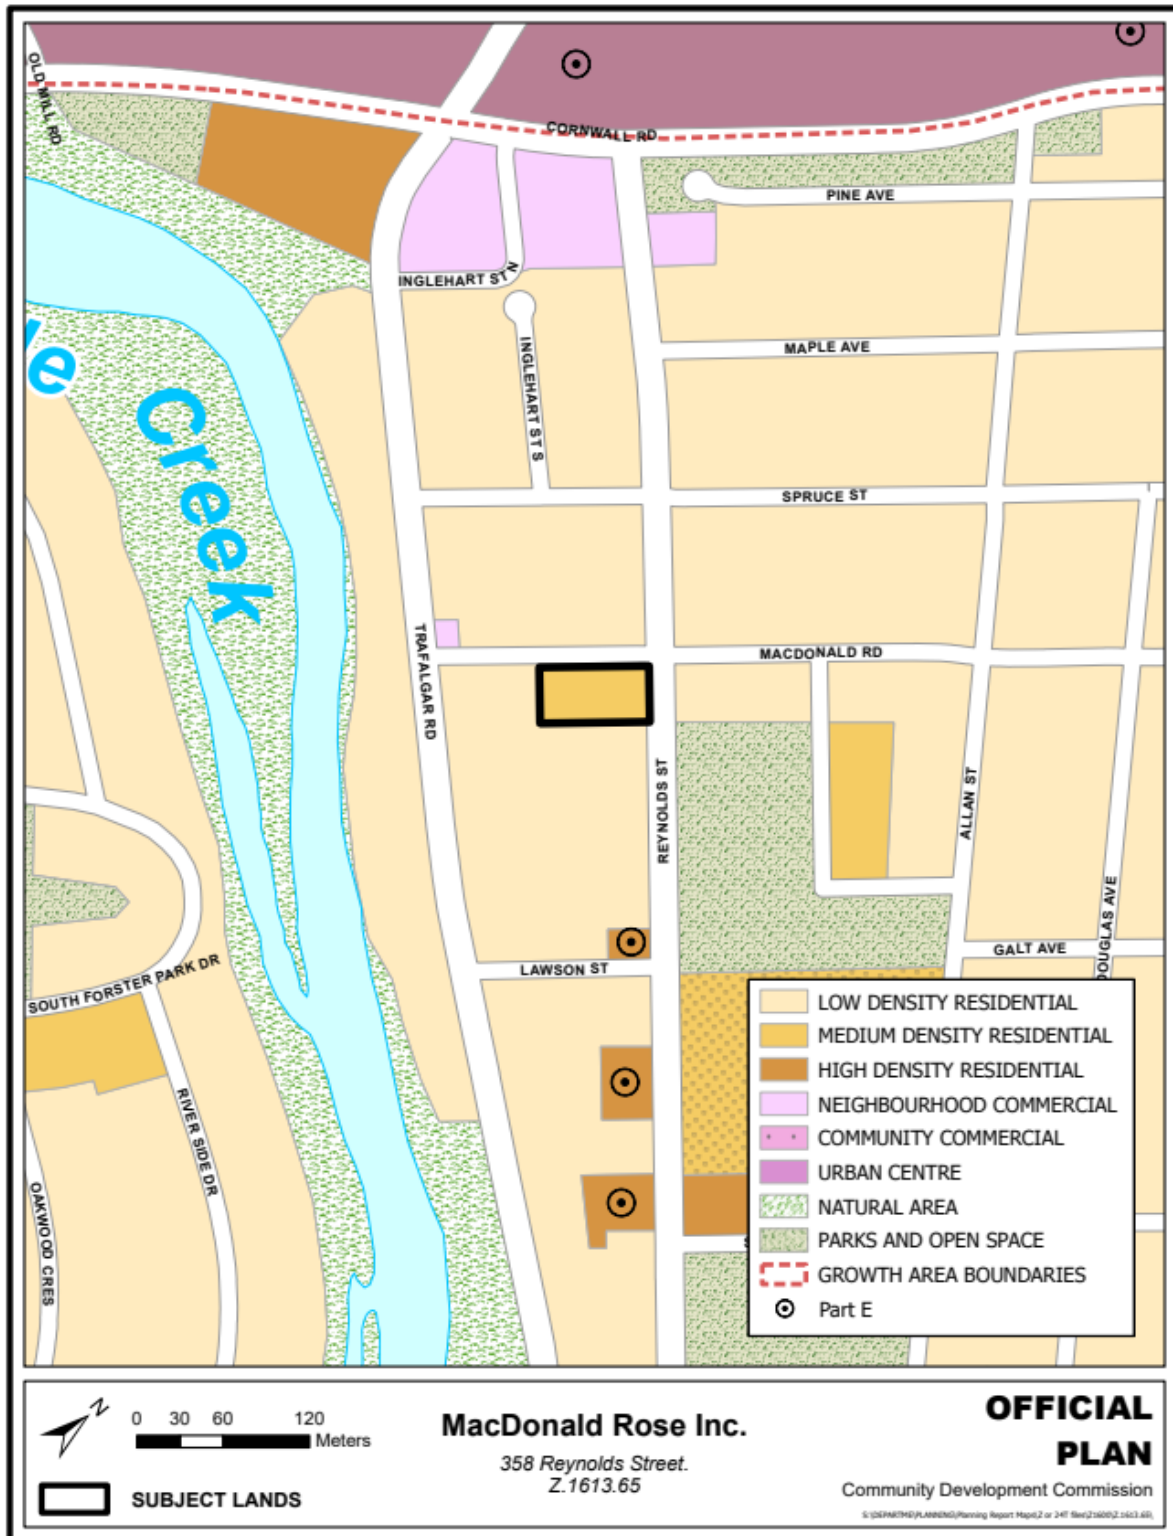 OLD MILL RD
CORNWALL RD
PINE AVE
INGLEHART ST N
MAPLE AVE
INGLEHART ST S
Creek
SPRUCE ST
TRAFALGAR RD
MACDONALD RD
REYNOLDS ST
ALLAN ST
DOUGLAS AVE
GALT AVE
LAWSON ST
SOUTH FORSTER PARK DR
RIVER SIDE DR
OAKWOOD CRES
LOW DENSITY RESIDENTIAL
MEDIUM DENSITY RESIDENTIAL
HIGH DENSITY RESIDENTIAL
NEIGHBOURHOOD COMMERCIAL
COMMUNITY COMMERCIAL
URBAN CENTRE
NATURAL AREA
PARKS AND OPEN SPACE
GROWTH AREA BOUNDARIES
Part E
N
0 30 60 120
Meters
SUBJECT LANDS
MacDonald Rose Inc.
358 Reynolds Street.
Z.1613.65
OFFICIAL
PLAN
Community Development Commission